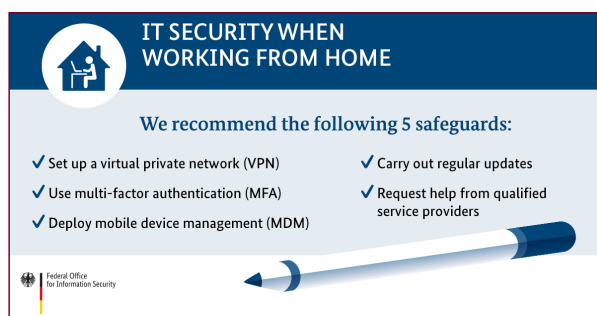 IT SECURITY WHEN
WORKING FROM HOME
We recommend the following 5 safeguards:
✓ Set up a virtual private network (VPN)
✓ Use multi-factor authentication (MFA)
✓ Deploy mobile device management (MDM)
✓ Carry out regular updates
✓ Request help from qualified
service providers
Federal Office
for Information Security